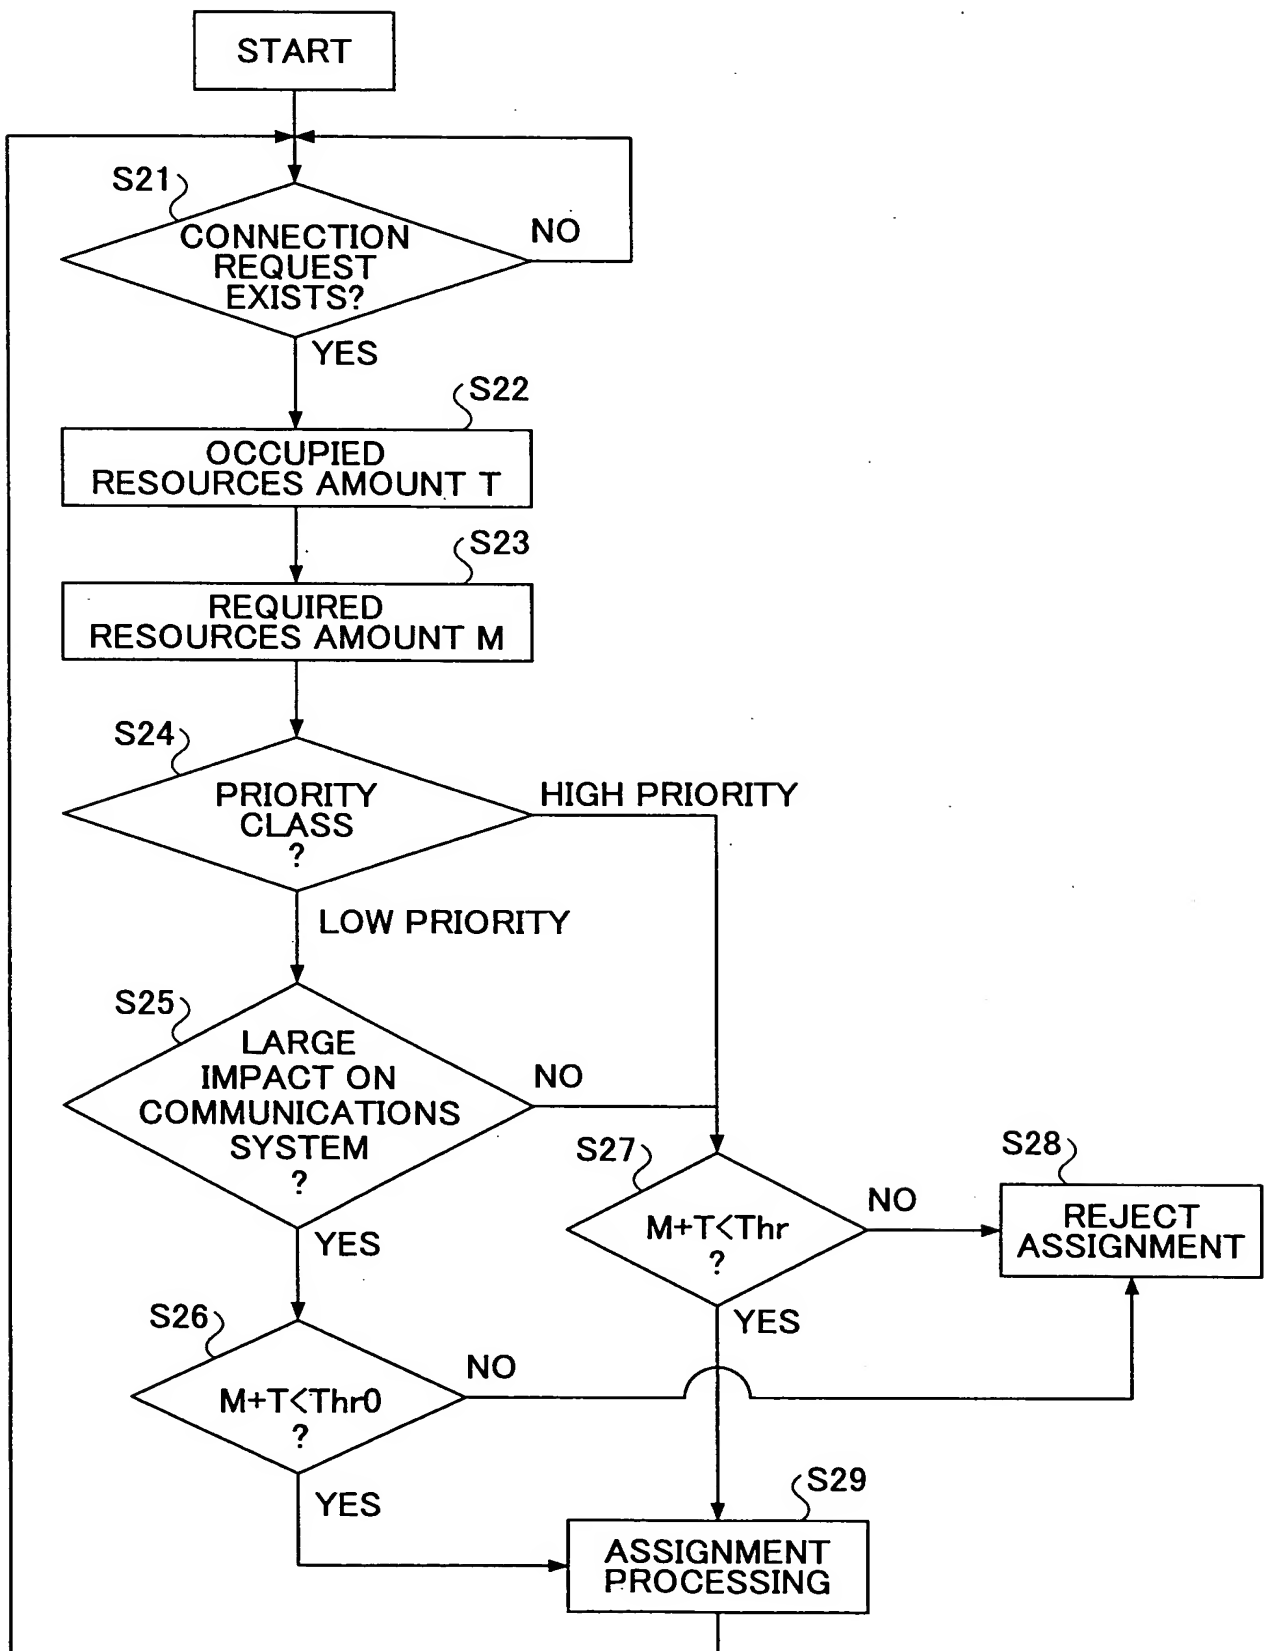 START
S21
CONNECTION
REQUEST
EXISTS?
NO
YES
S22
OCCUPIED
RESOURCES AMOUNT T
S23
REQUIRED
RESOURCES AMOUNT M
S24
PRIORITY
CLASS
?
HIGH PRIORITY
LOW PRIORITY
S25
LARGE
IMPACT ON
COMMUNICATIONS
SYSTEM
?
NO
YES
S27
M+T<Thr
?
NO
YES
S28
REJECT
ASSIGNMENT
S26
M+T<Thr0
?
NO
YES
S29
ASSIGNMENT
PROCESSING